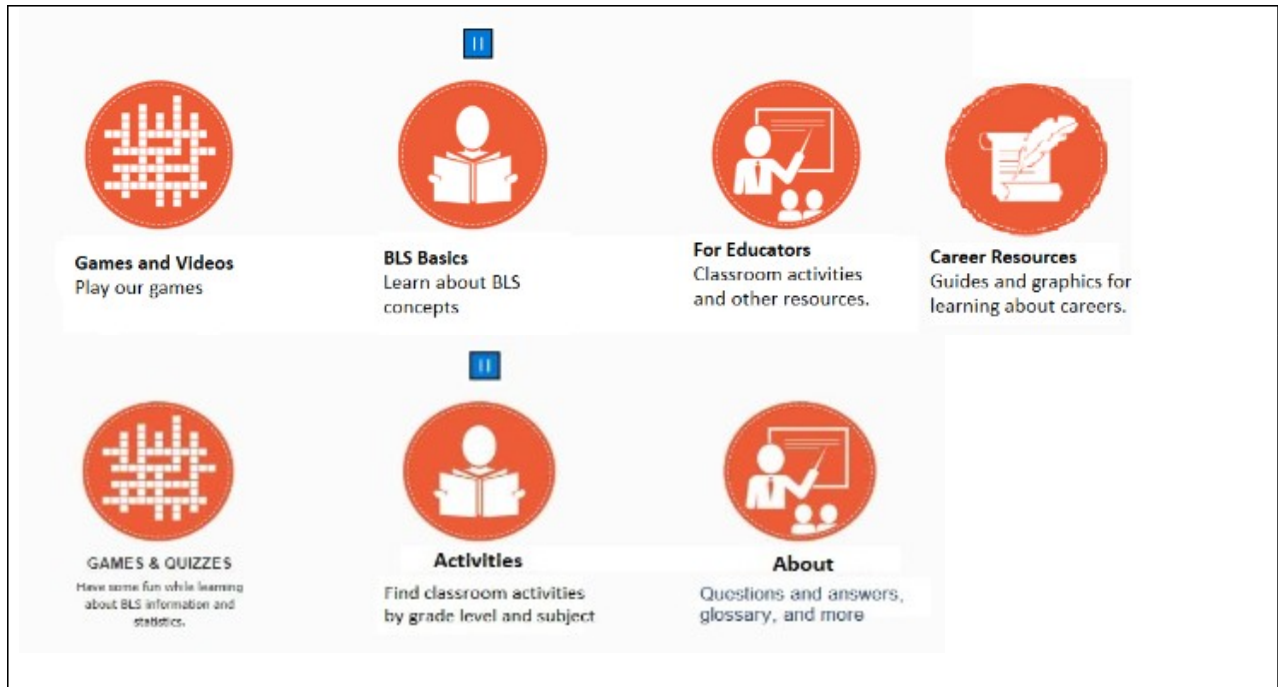 Games and Videos
Play our games
BLS Basics
Learn about BLS
concepts
For Educators
Classroom activities
and other resources.
Career Resources
Guides and graphics for
learning about careers.
GAMES & QUIZZES
Have some fun while learning
about BLS information and
statistics.
Activities
Find classroom activities
by grade level and subject
About
Questions and answers,
glossary, and more